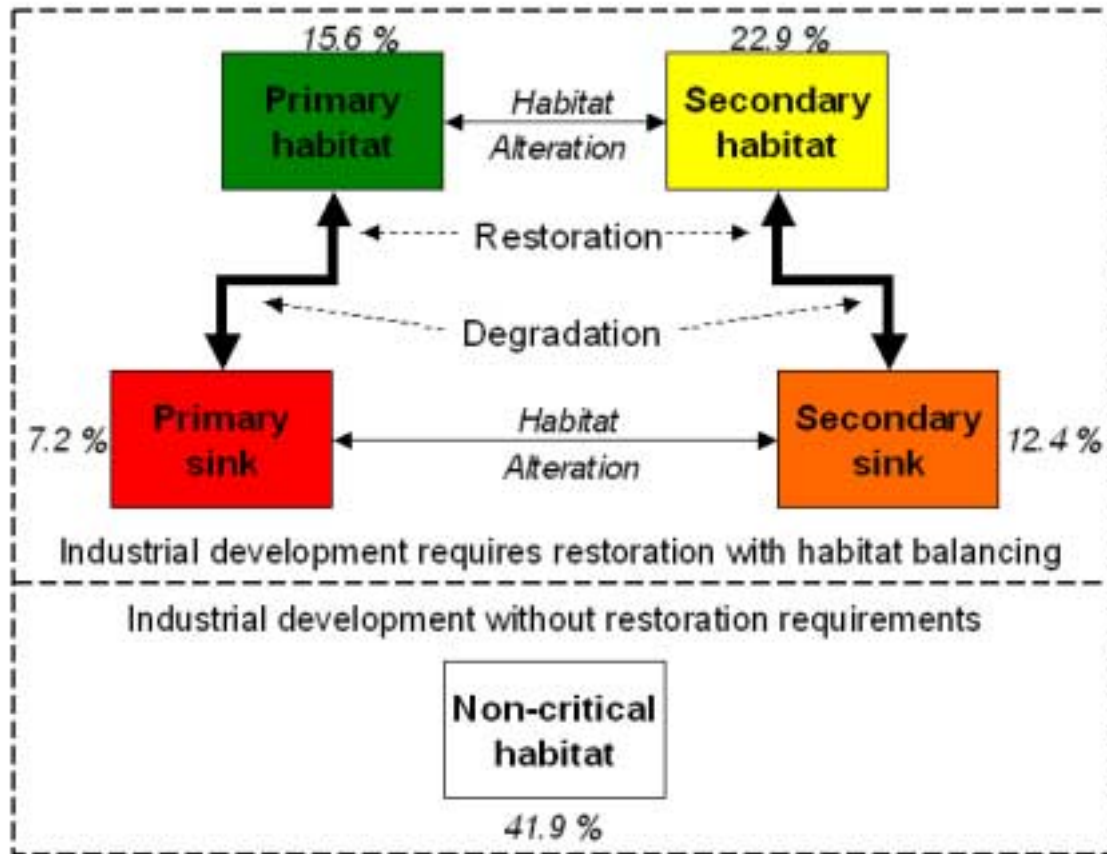 15.6 %
22.9 %
Primary
habitat
Habitat
Alteration
Secondary
habitat
Restoration
Degradation
7.2 %
Primary
sink
Habitat
Alteration
Secondary
sink
12.4 %
Industrial development requires restoration with habitat balancing
Industrial development without restoration requirements
Non-critical
habitat
41.9 %